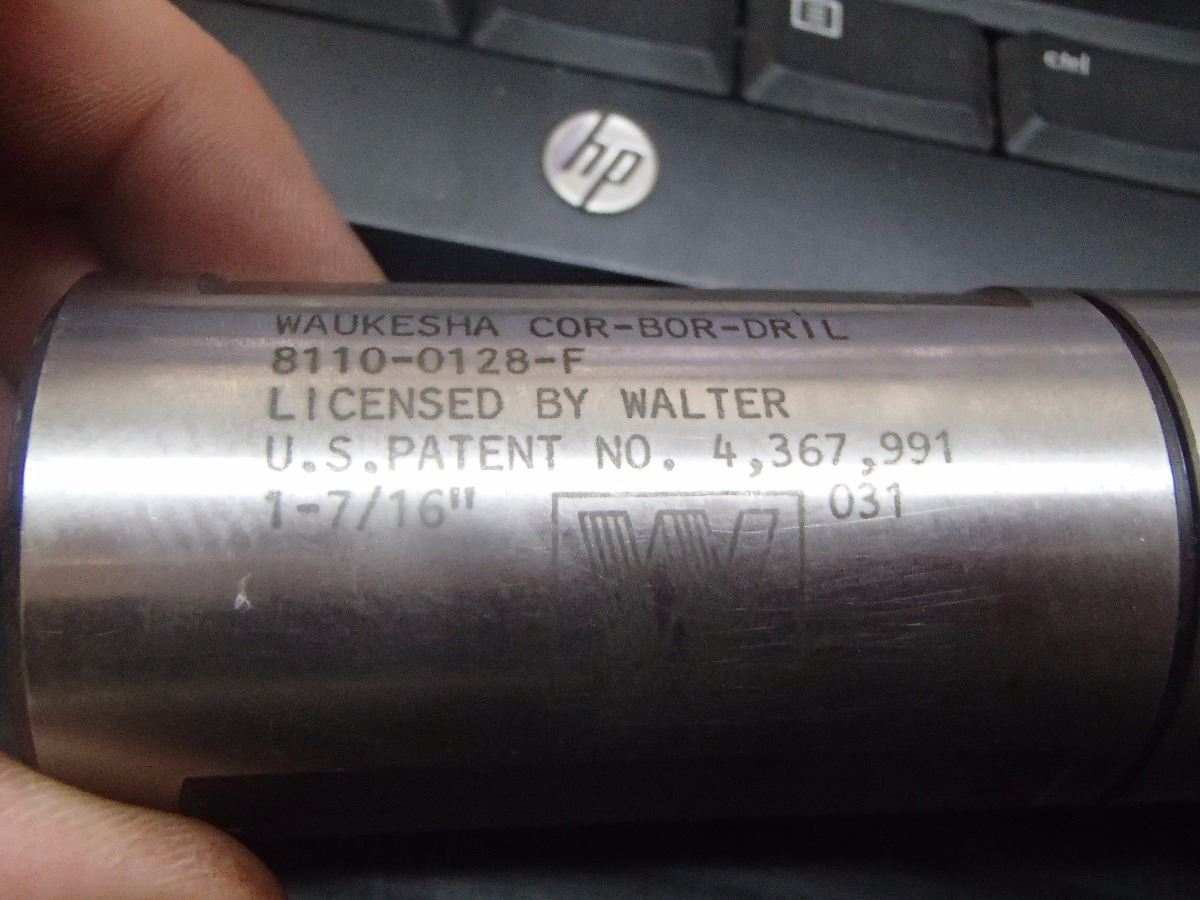 ctrl
hp
WAUKESHA COR-BOR-DRIL
8110-0128-F
LICENSED BY WALTER
U.S.PATENT NO. 4,367,991
1-7/16" W 031